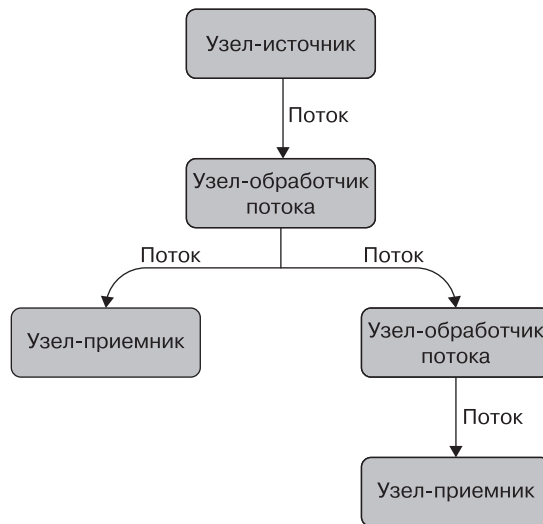 Узел-источник
Поток
Узел-обработчик
потока
Поток
Поток
Узел-приемник
Узел-обработчик
потока
Поток
Узел-приемник